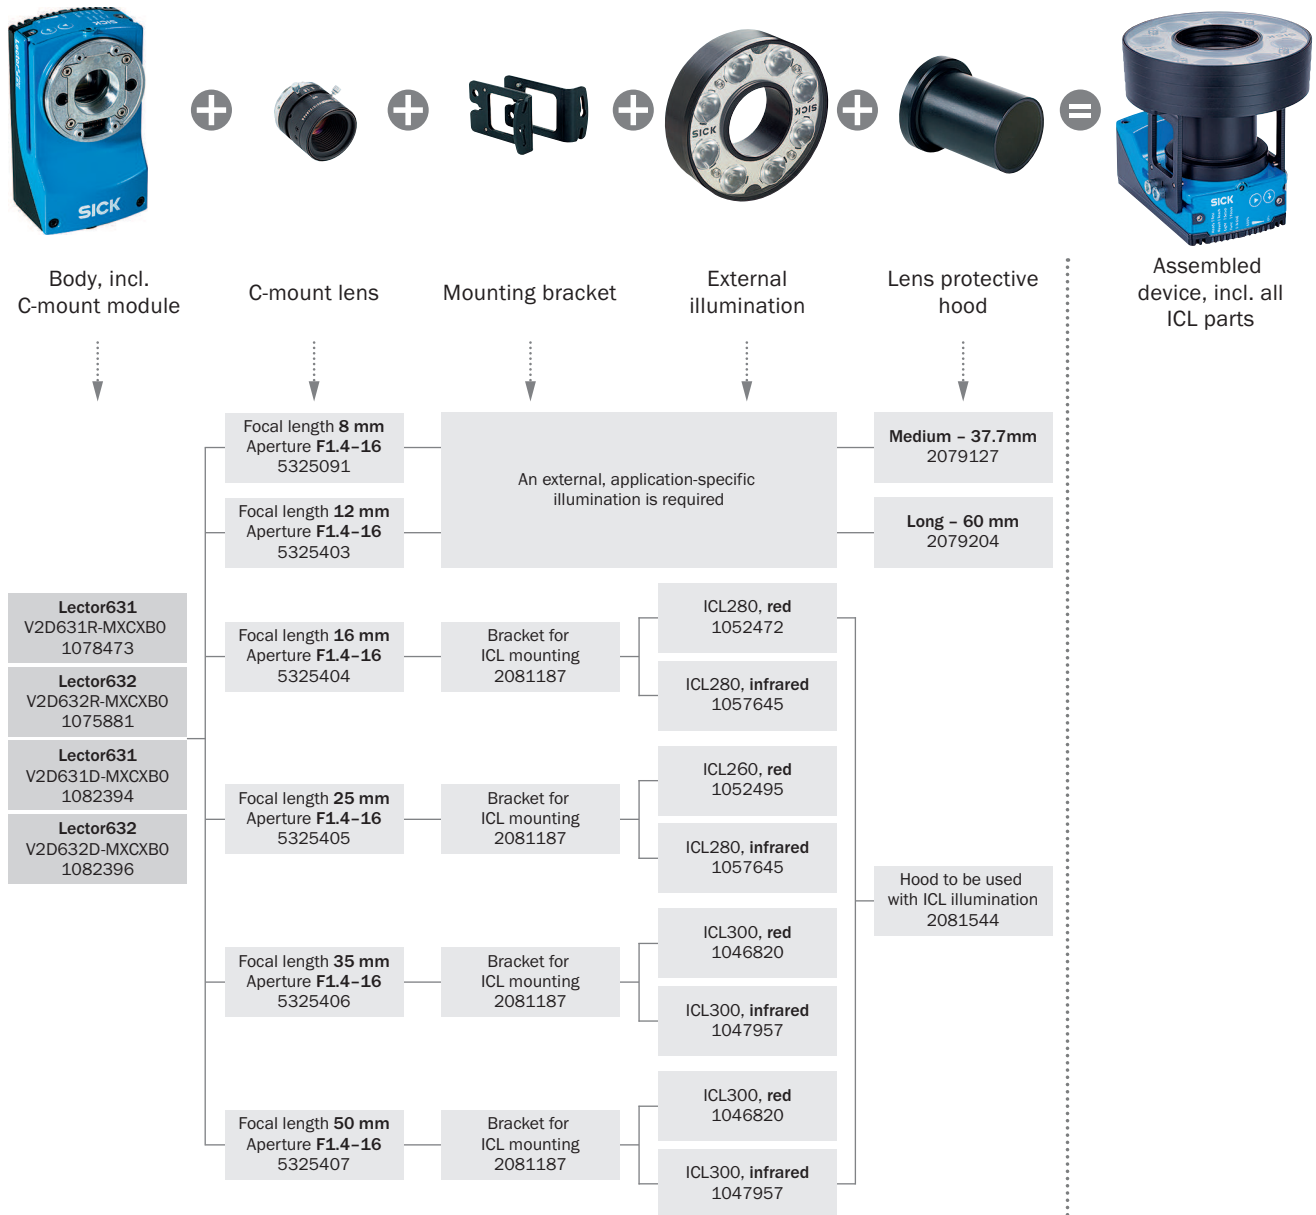 SICK
SICK
SICK
SICK
Body, incl.
C-mount module
C-mount lens
Mounting bracket
External
illumination
Lens protective
hood
Assembled
device, incl. all
ICL parts
Focal length 8 mm
Aperture F1.4–16
5325091
An external, application-specific
illumination is required
Medium – 37.7mm
2079127
Focal length 12 mm
Aperture F1.4–16
5325403
Long – 60 mm
2079204
Lector631
V2D631R-MXCXB0
1078473
Lector632
V2D632R-MXCXB0
1075881
Lector631
V2D631D-MXCXB0
1082394
Lector632
V2D632D-MXCXB0
1082396
Focal length 16 mm
Aperture F1.4–16
5325404
Bracket for
ICL mounting
2081187
ICL280, red
1052472
ICL280, infrared
1057645
Focal length 25 mm
Aperture F1.4–16
5325405
Bracket for
ICL mounting
2081187
ICL260, red
1052495
ICL280, infrared
1057645
Hood to be used
with ICL illumination
2081544
Focal length 35 mm
Aperture F1.4–16
5325406
Bracket for
ICL mounting
2081187
ICL300, red
1046820
ICL300, infrared
1047957
Focal length 50 mm
Aperture F1.4–16
5325407
Bracket for
ICL mounting
2081187
ICL300, red
1046820
ICL300, infrared
1047957